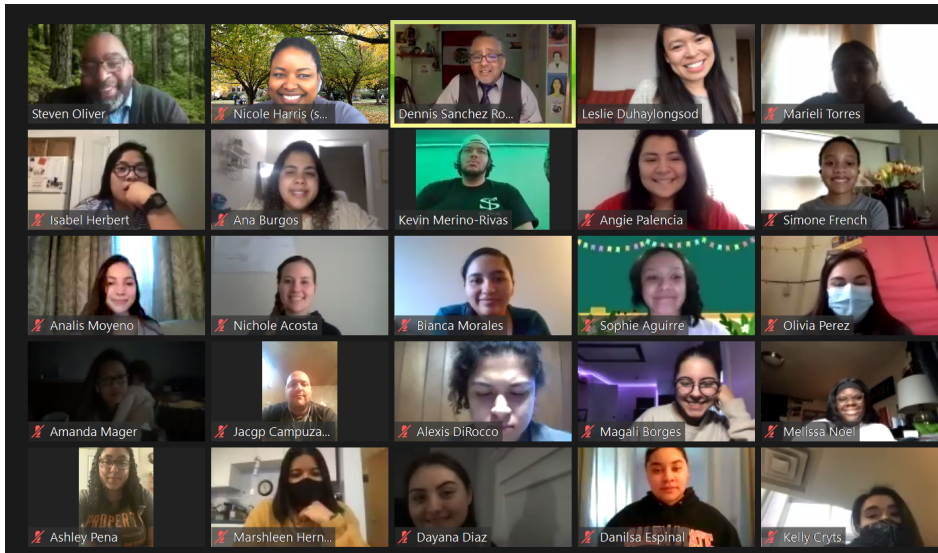 Steven Oliver
Nicole Harris (s...
Dennis Sanchez Ro...
Leslie Duhaylongsod
Marieli Torres
Isabel Herbert
Ana Burgos
Kevin Merino-Rivas
S
Angie Palencia
Simone French
Analis Moyeno
Nichole Acosta
Bianca Morales
Sophie Aguirre
Olivia Perez
Amanda Mager
Jacgp Campuza...
Alexis DiRocco
Magali Borges
Melissa Noel
PROPERT
Ashley Pena
Marshleen Hern...
Dayana Diaz
Danilsa Espinal
Kelly Cryts